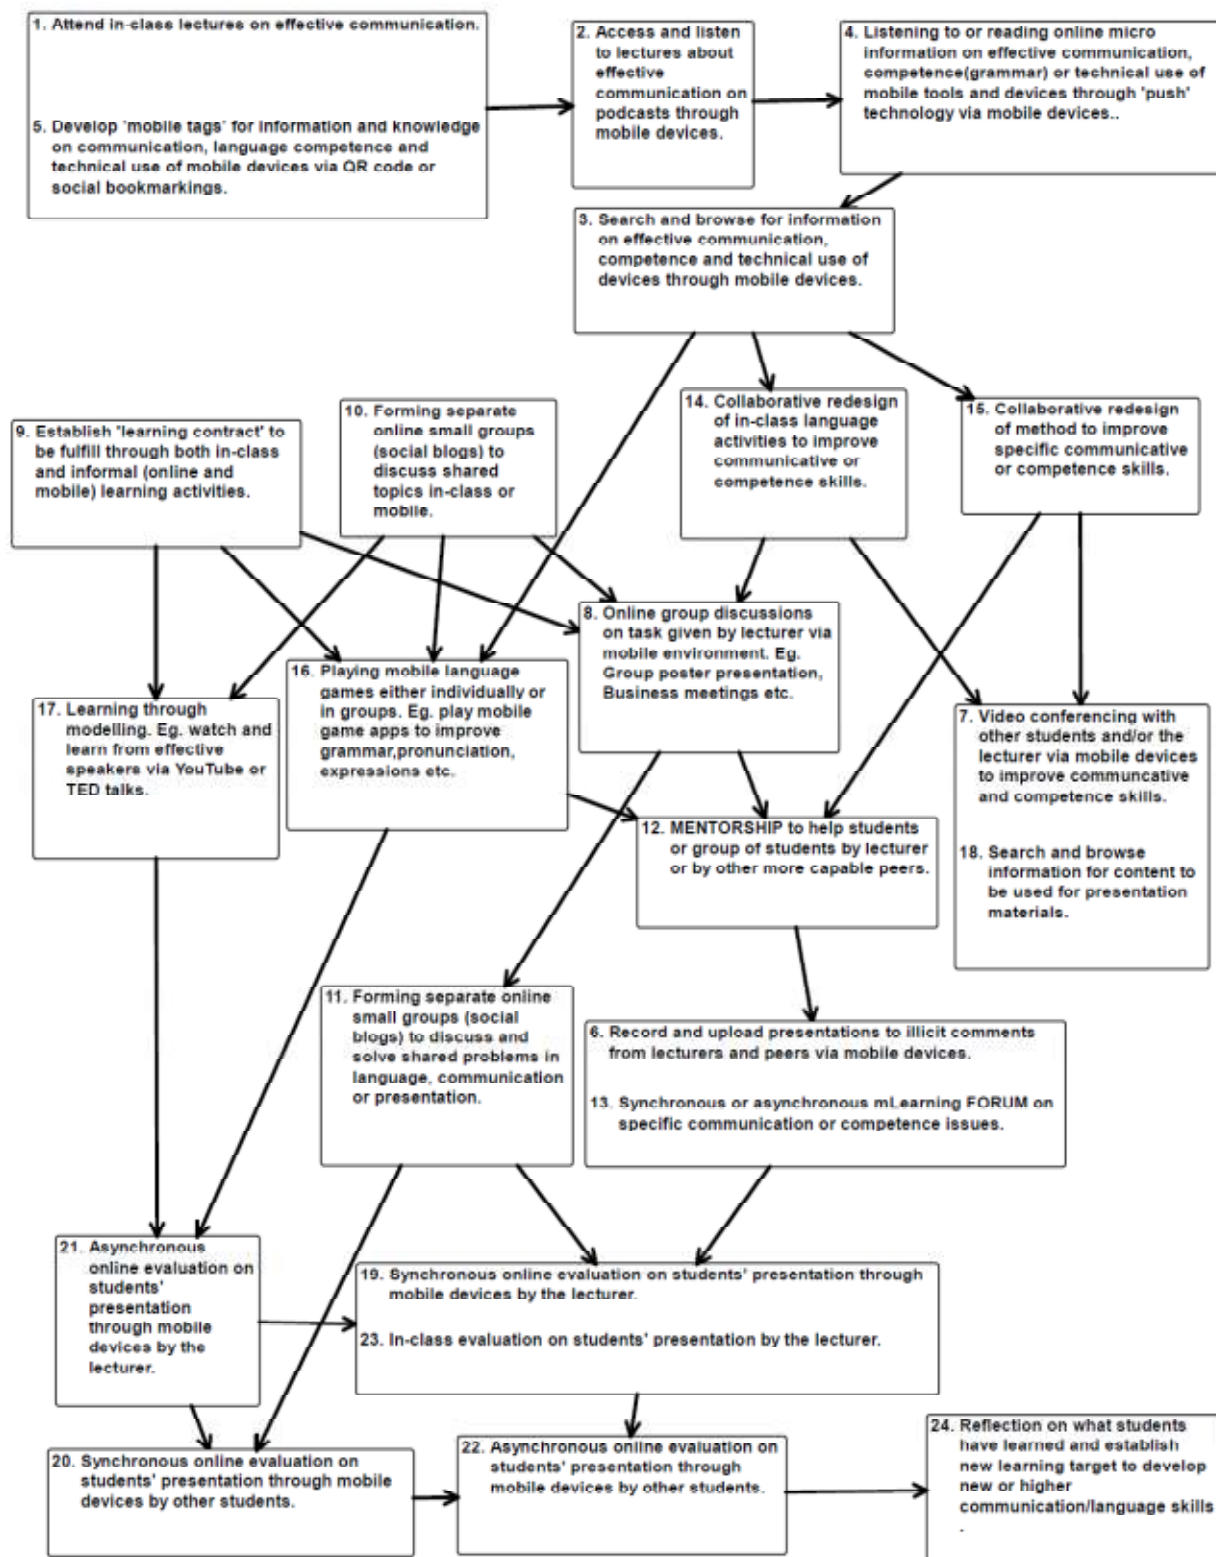 1. Attend in-class lectures on effective communication.
5. Develop 'mobile tags' for information and knowledge
on communication, language competence and
technical use of mobile devices via QR code or
social bookmarkings.
2. Access and listen
to lectures about
effective
communication on
podcasts through
mobile devices.
4. Listening to or reading online micro
information on effective communication,
competence(grammar) or technical use of
mobile tools and devices through 'push'
technology via mobile devices..
3. Search and browse for information
on effective communication,
competence and technical use of
devices through mobile devices.
9. Establish 'learning contract' to
be fulfill through both in-class
and informal (online and
mobile) learning activities.
10. Forming separate
online small groups
(social blogs) to
discuss shared
topics in-class or
mobile.
14. Collaborative redesign
of in-class language
activities to improve
communicative or
competence skills.
15. Collaborative redesign
of method to improve
specific communicative
or competence skills.
8. Online group discussions
on task given by lecturer via
mobile environment. Eg.
Group poster presentation,
Business meetings etc.
16. Playing mobile language
games either individually or
in groups. Eg. play mobile
game apps to improve
grammar,pronunciation,
expressions etc.
17. Learning through
modelling. Eg. watch and
learn from effective
speakers via YouTube or
TED talks.
7. Video conferencing with
other students and/or the
lecturer via mobile devices
to improve communcative
and competence skills.
18. Search and browse
information for content to
be used for presentation
materials.
12. MENTORSHIP to help students
or group of students by lecturer
or by other more capable peers.
11. Forming separate online
small groups (social
blogs) to discuss and
solve shared problems in
language, communication
or presentation.
6. Record and upload presentations to illicit comments
from lecturers and peers via mobile devices.
13. Synchronous or asynchronous mLearning FORUM on
specific communication or competence issues.
21. Asynchronous
online evaluation on
students'
presentation
through mobile
devices by the
lecturer.
19. Synchronous online evaluation on students' presentation through
mobile devices by the lecturer.
23. In-class evaluation on students' presentation by the lecturer.
20. Synchronous online evaluation on
students' presentation through mobile
devices by other students.
22. Asynchronous online evaluation on
students' presentation through
mobile devices by other students.
24. Reflection on what students
have learned and establish
new learning target to develop
new or higher
communication/language skills
.